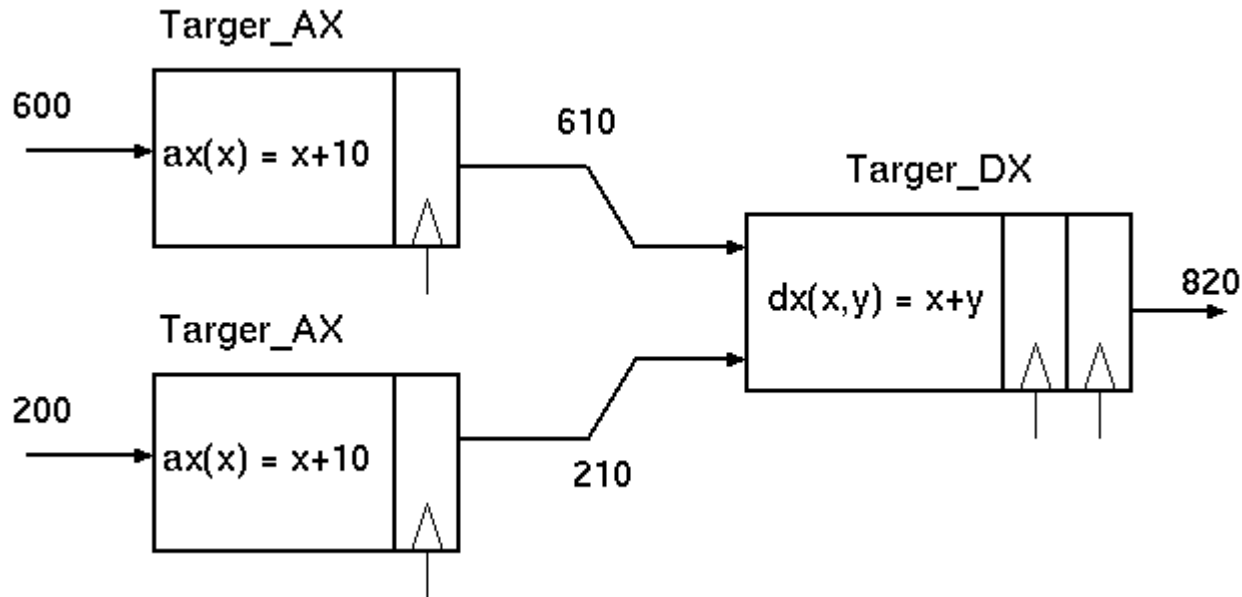 Targer_AX
600
ax(x) = x+10
610
Targer_DX
dx(x,y) = x+y
820
Targer_AX
200
ax(x) = x+10
210